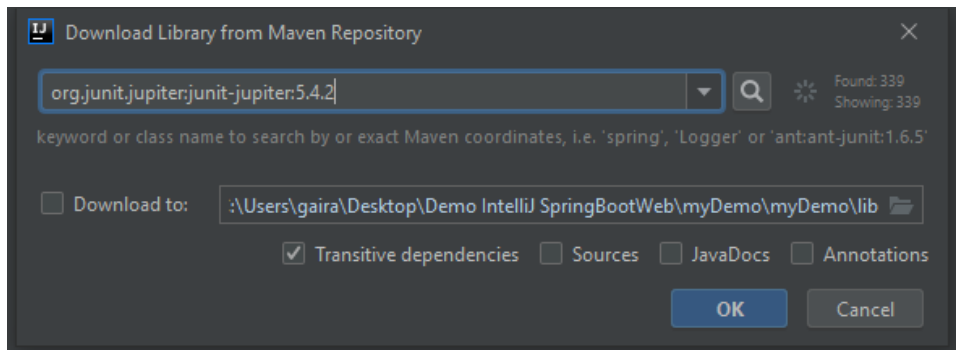 IJ Download Library from Maven Repository
org.junit.jupiter:junit-jupiter:5.4.2 Found: 339
Showing: 339
keyword or class name to search by or exact Maven coordinates, i.e. 'spring', 'Logger' or 'ant:ant-junit:1.6.5'
Download to: :\Users\gaira\Desktop\Demo IntelliJ SpringBootWeb\myDemo\myDemo\lib
Transitive dependencies Sources JavaDocs Annotations
OK Cancel